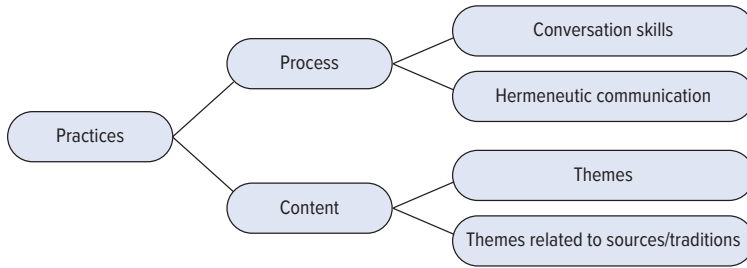 Practices
Process
Conversation skills
Hermeneutic communication
Content
Themes
Themes related to sources/traditions